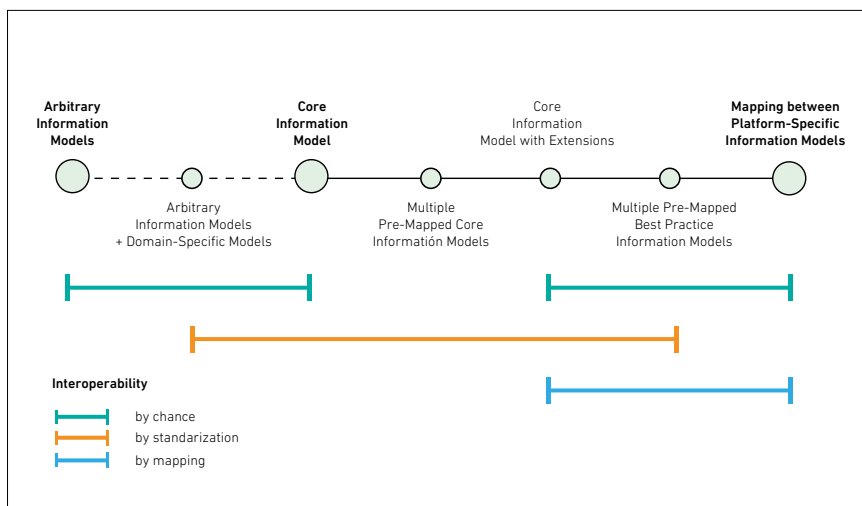 Arbitrary
Information
Models
Core
Information
Model
Core
Information
Model with Extensions
Mapping between
Platform-Specific
Information Models
Arbitrary
Information Models
+ Domain-Specific Models
Multiple
Pre-Mapped Core
Informatión Models
Multiple Pre-Mapped
Best Practice
Information Models
Interoperability
by chance
by standarization
by mapping